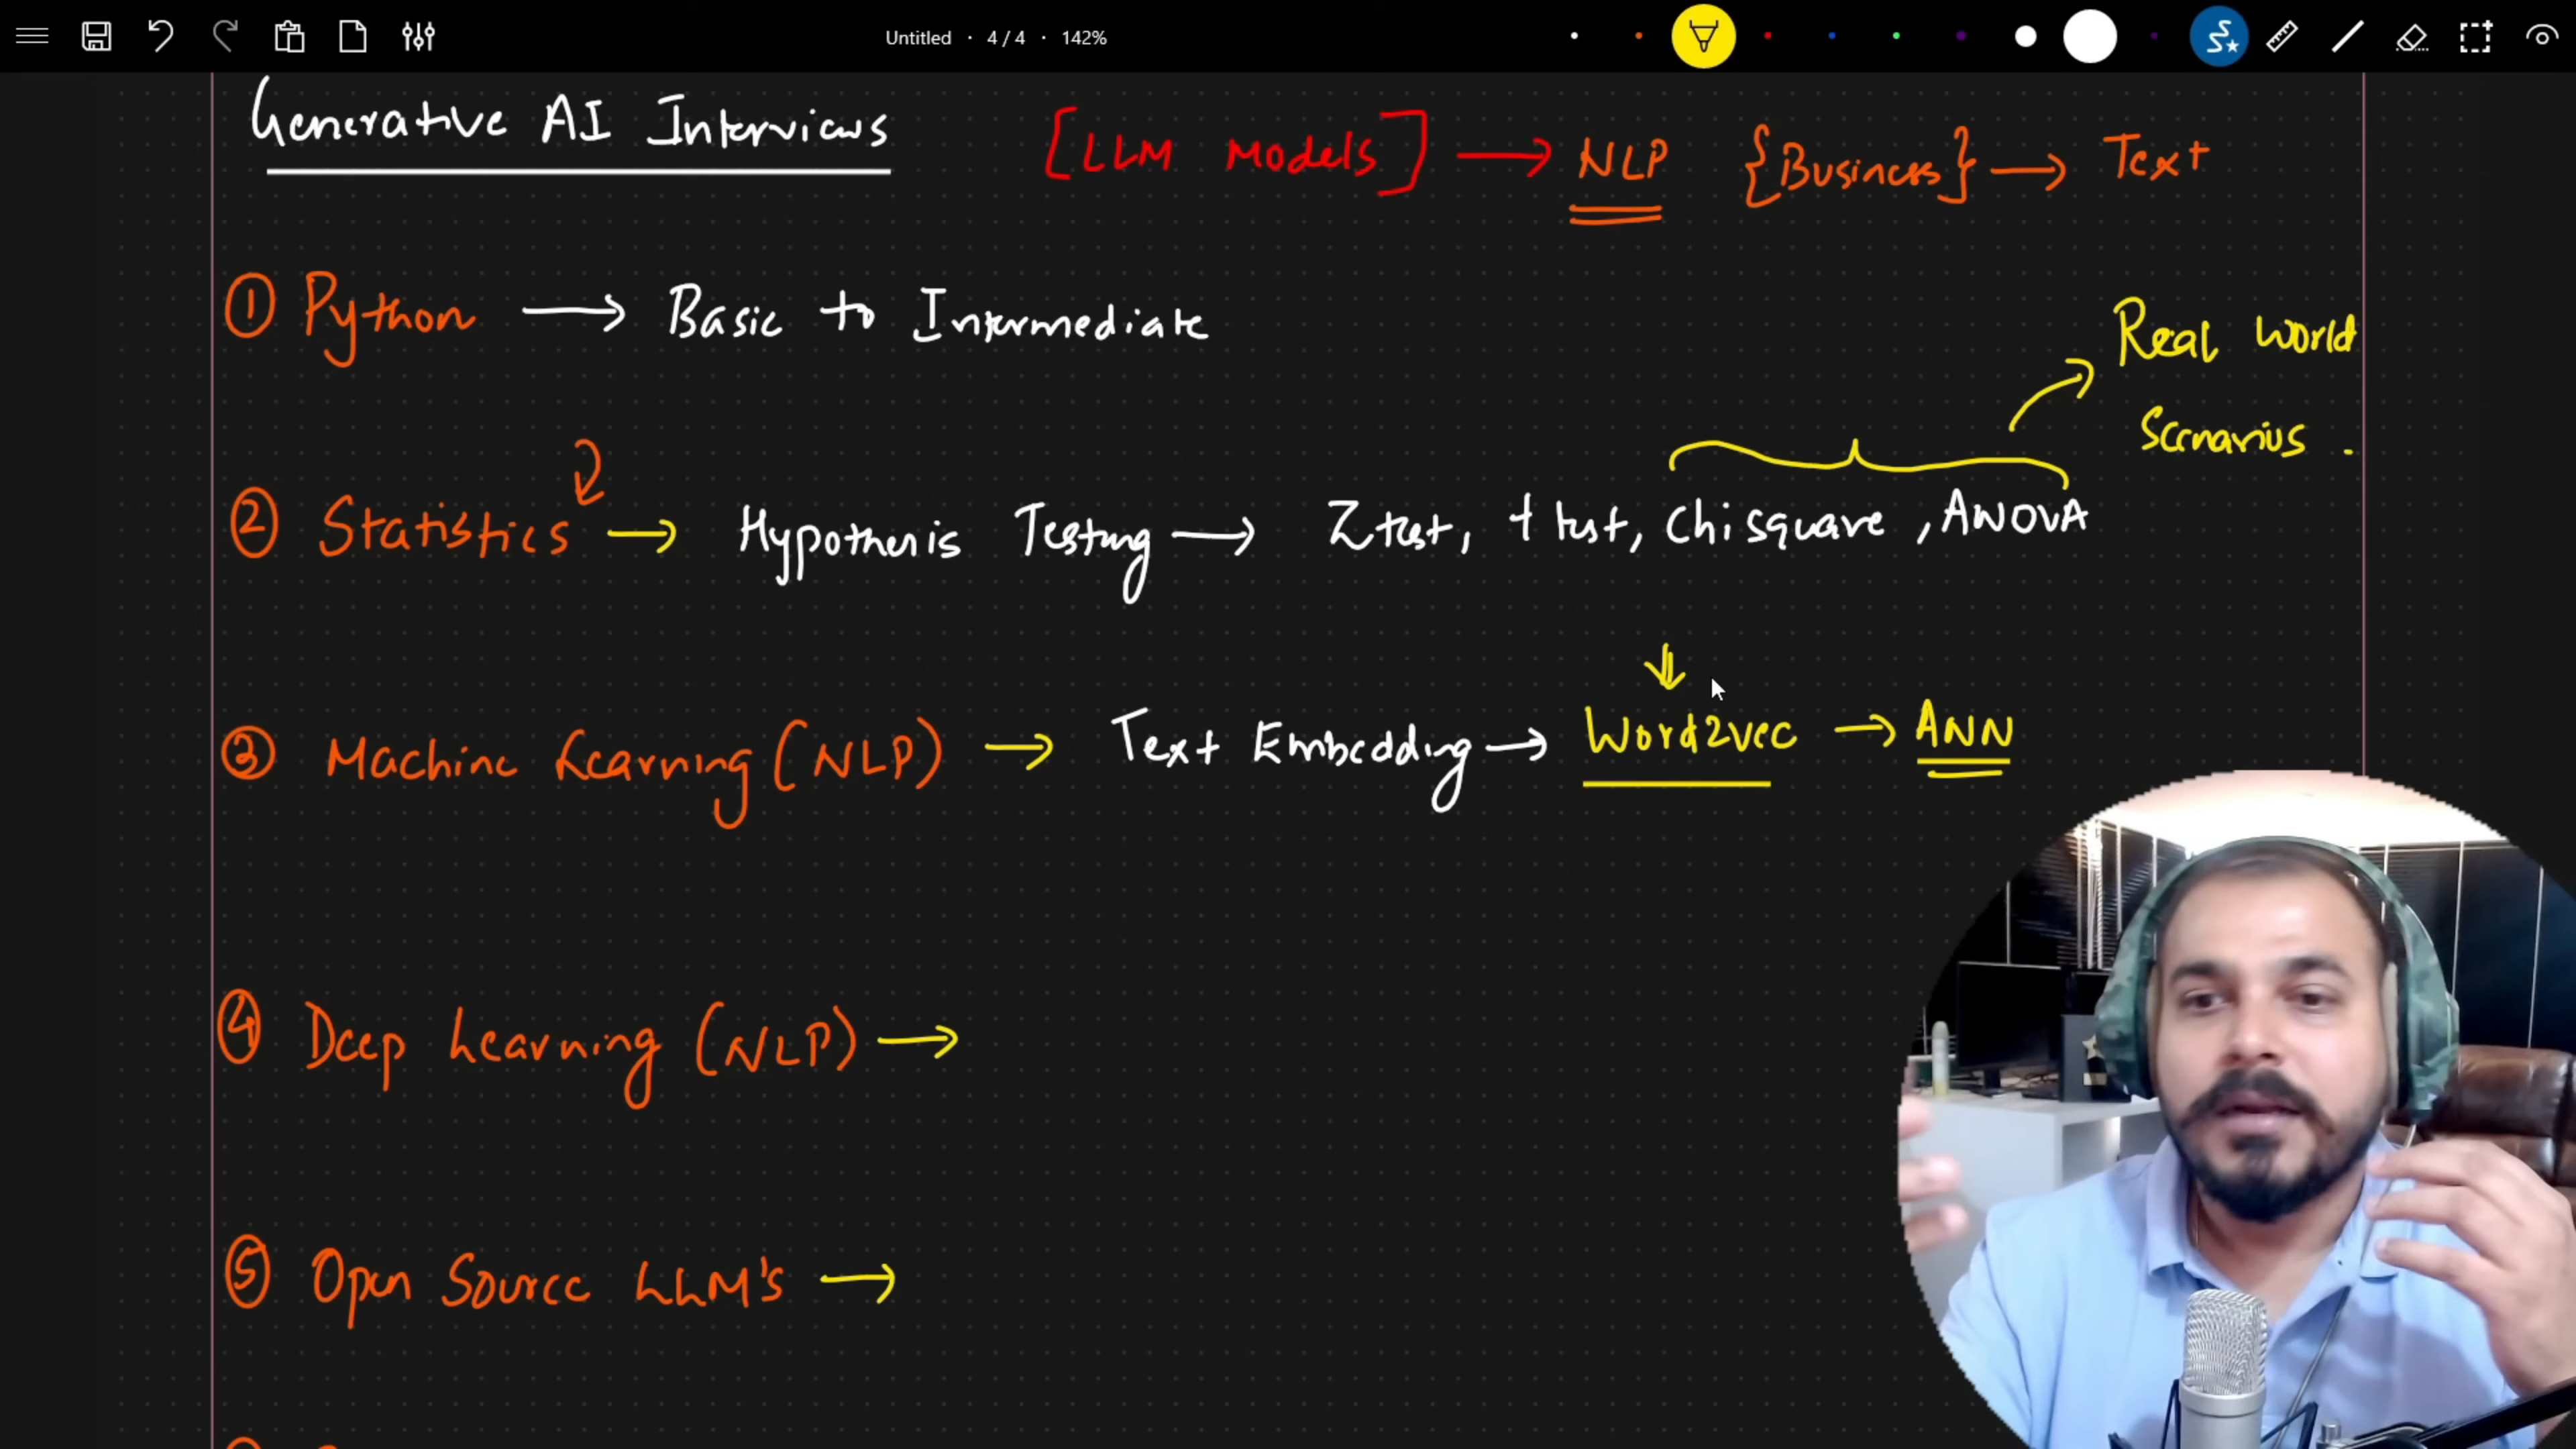 Untitled · 4 / 4 · 142%
Generative AI Interviews
[LLM Models] → NLP {Business} → Text
① Python → Basic to Intermediate
Real World
Scenarios .
② Statistics → Hypothesis Testing → Z test, t test, Chi square , ANOVA
③ Machine Learning (NLP) → Text Embedding → Word2vec → ANN
④ Deep Learning (NLP) →
⑤ Open Source LLM's →